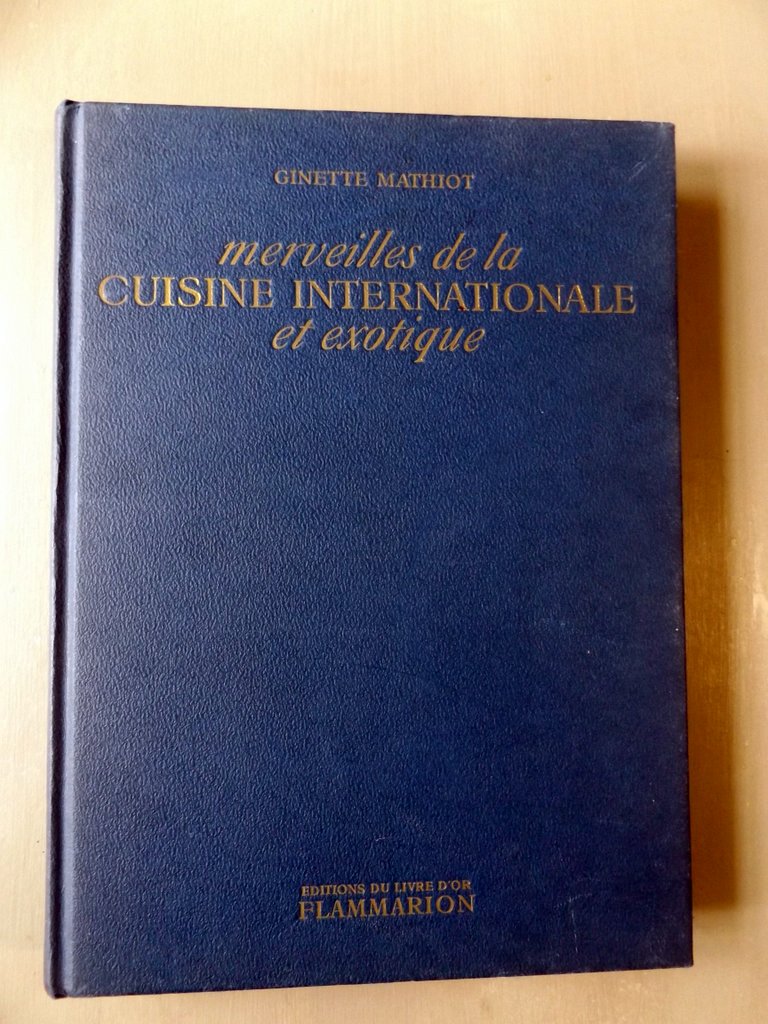 GINETTE MATHIOT
merveilles de la
CUISINE INTERNATIONALE
et exotique
EDITIONS DU LIVRE D'OR
FLAMMARION